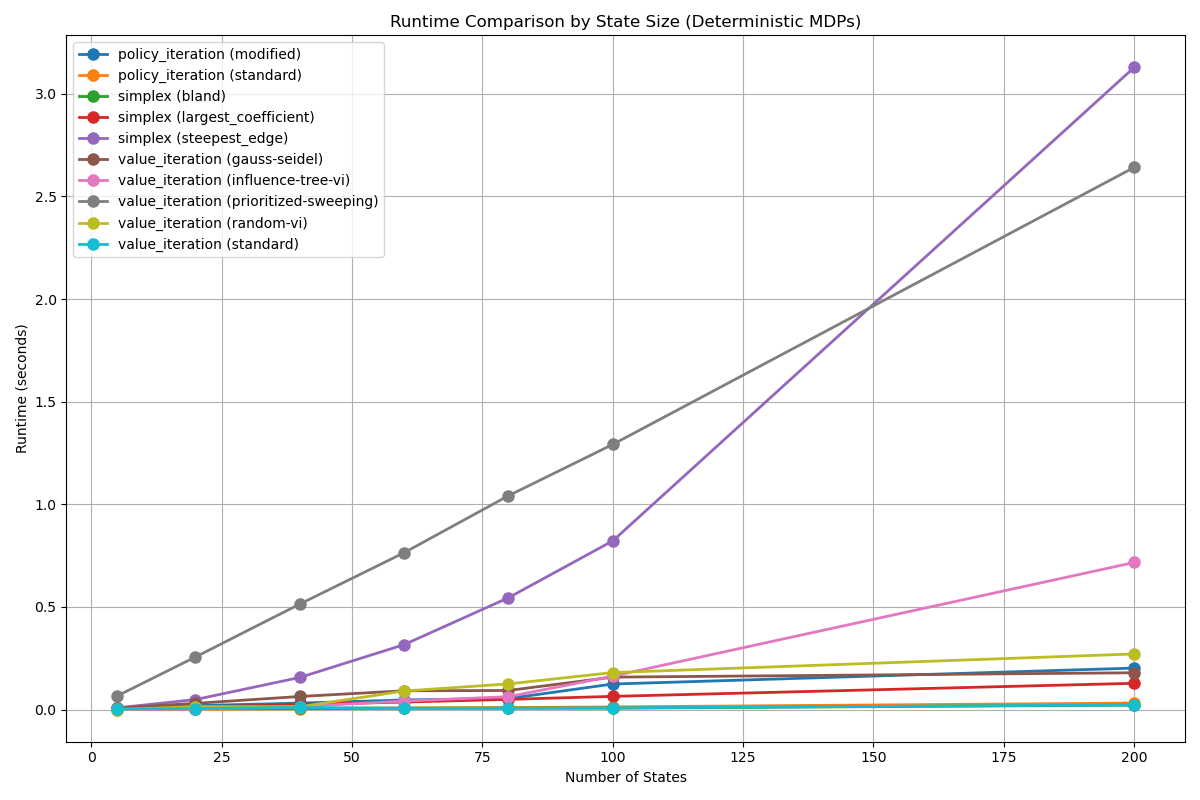 Runtime Comparison by State Size (Deterministic MDPs)
policy_iteration (modified)
policy_iteration (standard)
simplex (bland)
simplex (largest_coefficient)
simplex (steepest_edge)
value_iteration (gauss-seidel)
value_iteration (influence-tree-vi)
value_iteration (prioritized-sweeping)
value_iteration (random-vi)
value_iteration (standard)
Runtime (seconds)
3.0
2.5
2.0
1.5
1.0
0.5
0.0
0 25 50 75 100 125 150 175 200
Number of States